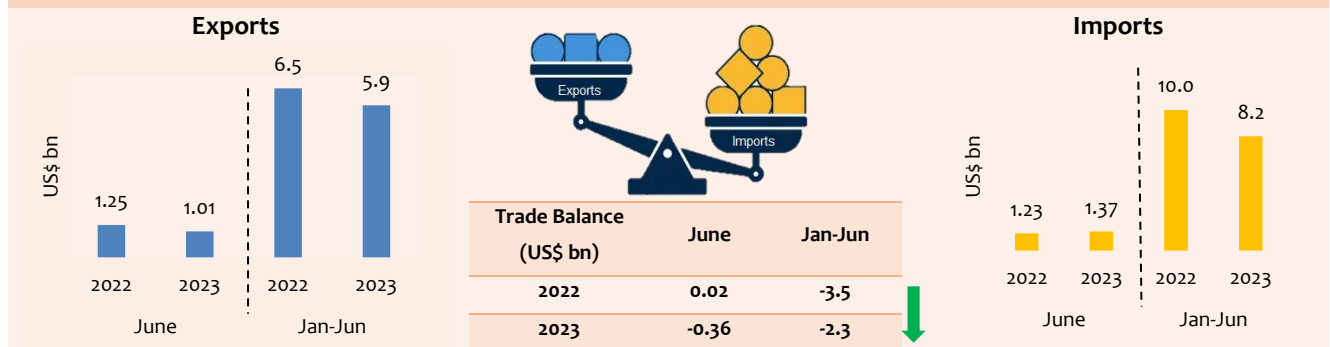 Exports
US$ bn
1.25
1.01
6.5
5.9
2022 2023 2022 2023
June Jan-Jun
Exports
Imports
Trade Balance (US$ bn) June Jan-Jun
2022 0.02 -3.5
2023 -0.36 -2.3
Imports
US$ bn
1.23
1.37
10.0
8.2
2022 2023 2022 2023
June Jan-Jun